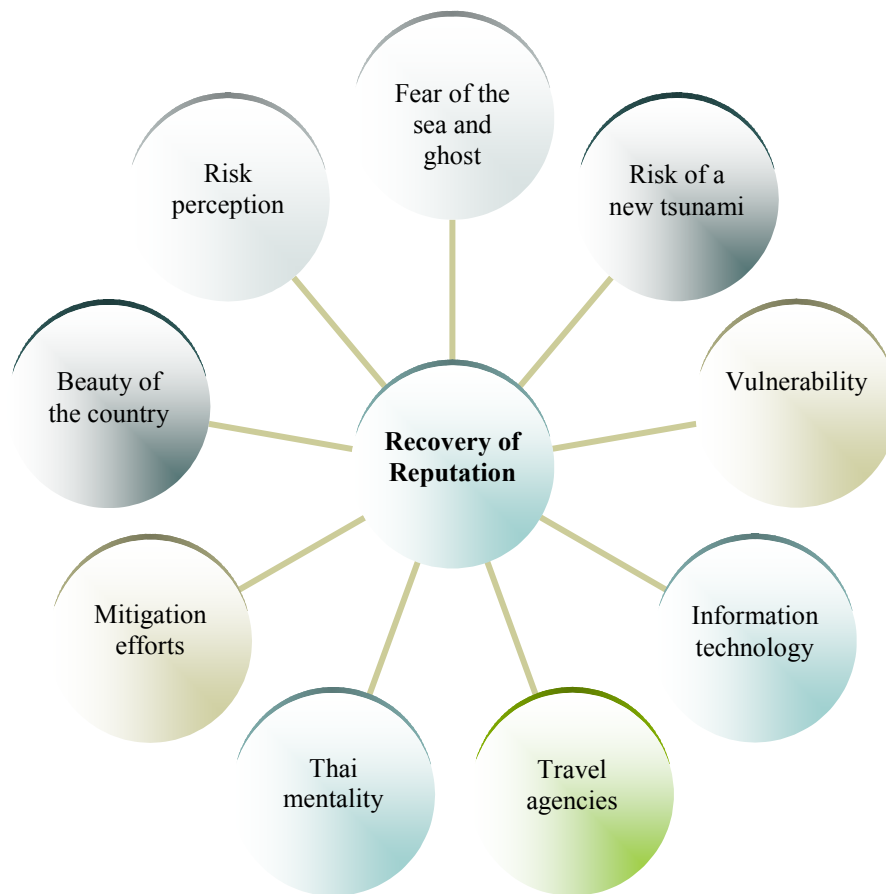 Fear of the
sea and
ghost
Risk of a
new tsunami
Vulnerability
Information
technology
Travel
agencies
Thai
mentality
Mitigation
efforts
Beauty of
the country
Risk
perception
Recovery of
Reputation